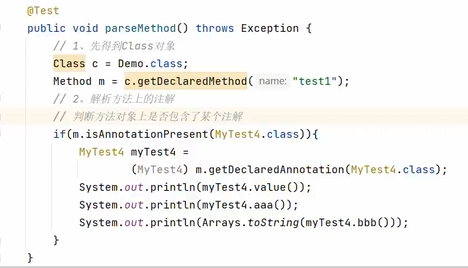 @Test
public void parseMethod() throws Exception {
// 1、先得到Class对象
Class c = Demo.class;
Method m = c.getDeclaredMethod( name: "test1");
// 2、解析方法上的注解
// 判断方法对象上是否包含了某个注解
if(m.isAnnotationPresent(MyTest4.class)){
MyTest4 myTest4 =
(MyTest4) m.getDeclaredAnnotation(MyTest4.class);
System.out.println(myTest4.value());
System.out.println(myTest4.aaa());
System.out.println(Arrays.toString(myTest4.bbb()));
}
}